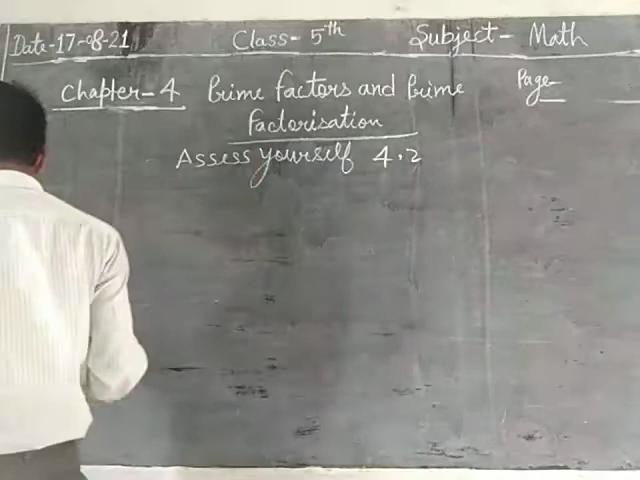 Date-17-08-21 Class- 5th Subject- Math
Chapter-4 Prime factors and Prime Page-
factorisation
Assess yourself 4.2